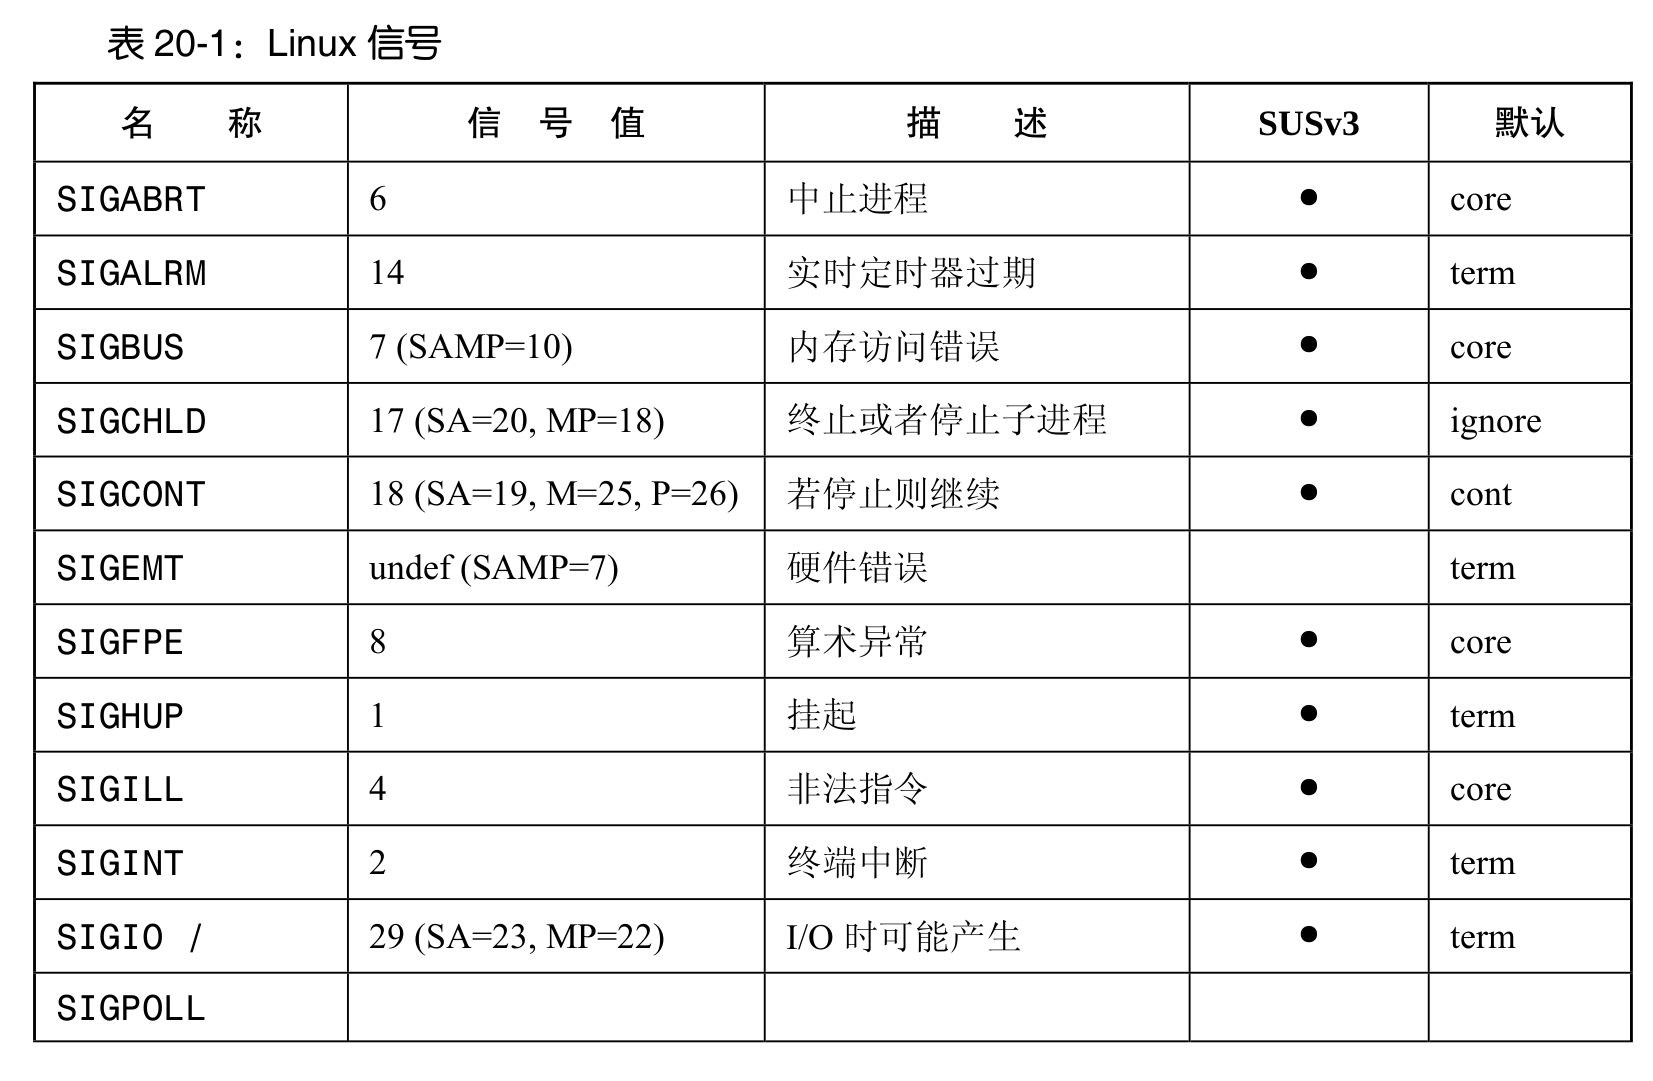 表 20-1：Linux 信号
名 称 信 号 值 描 述 SUSv3 默认
SIGABRT 6 中止进程 ● core
SIGALRM 14 实时定时器过期 ● term
SIGBUS 7 (SAMP=10) 内存访问错误 ● core
SIGCHLD 17 (SA=20, MP=18) 终止或者停止子进程 ● ignore
SIGCONT 18 (SA=19, M=25, P=26) 若停止则继续 ● cont
SIGEMT undef (SAMP=7) 硬件错误 term
SIGFPE 8 算术异常 ● core
SIGHUP 1 挂起 ● term
SIGILL 4 非法指令 ● core
SIGINT 2 终端中断 ● term
SIGIO / 29 (SA=23, MP=22) I/O 时可能产生 ● term
SIGPOLL